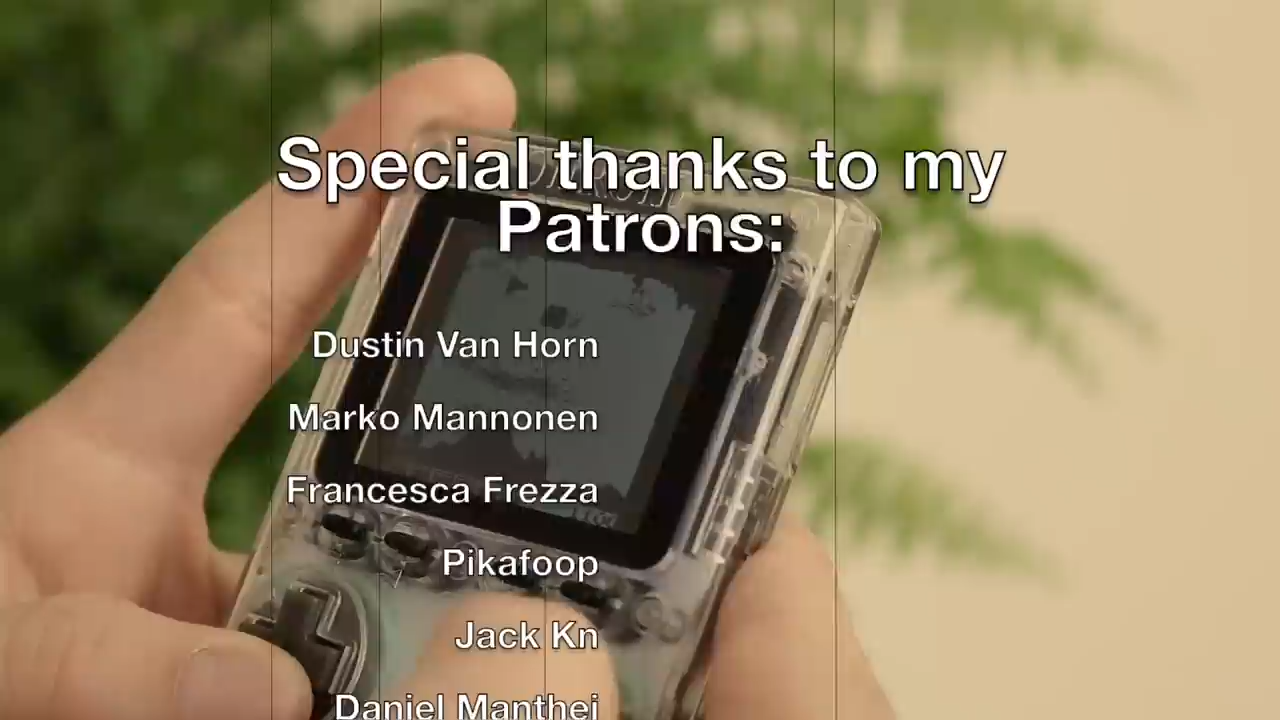 Special thanks to my
Patrons:
Dustin Van Horn
Marko Mannonen
Francesca Frezza
Pikafoop
Jack Kn
Daniel Manthei